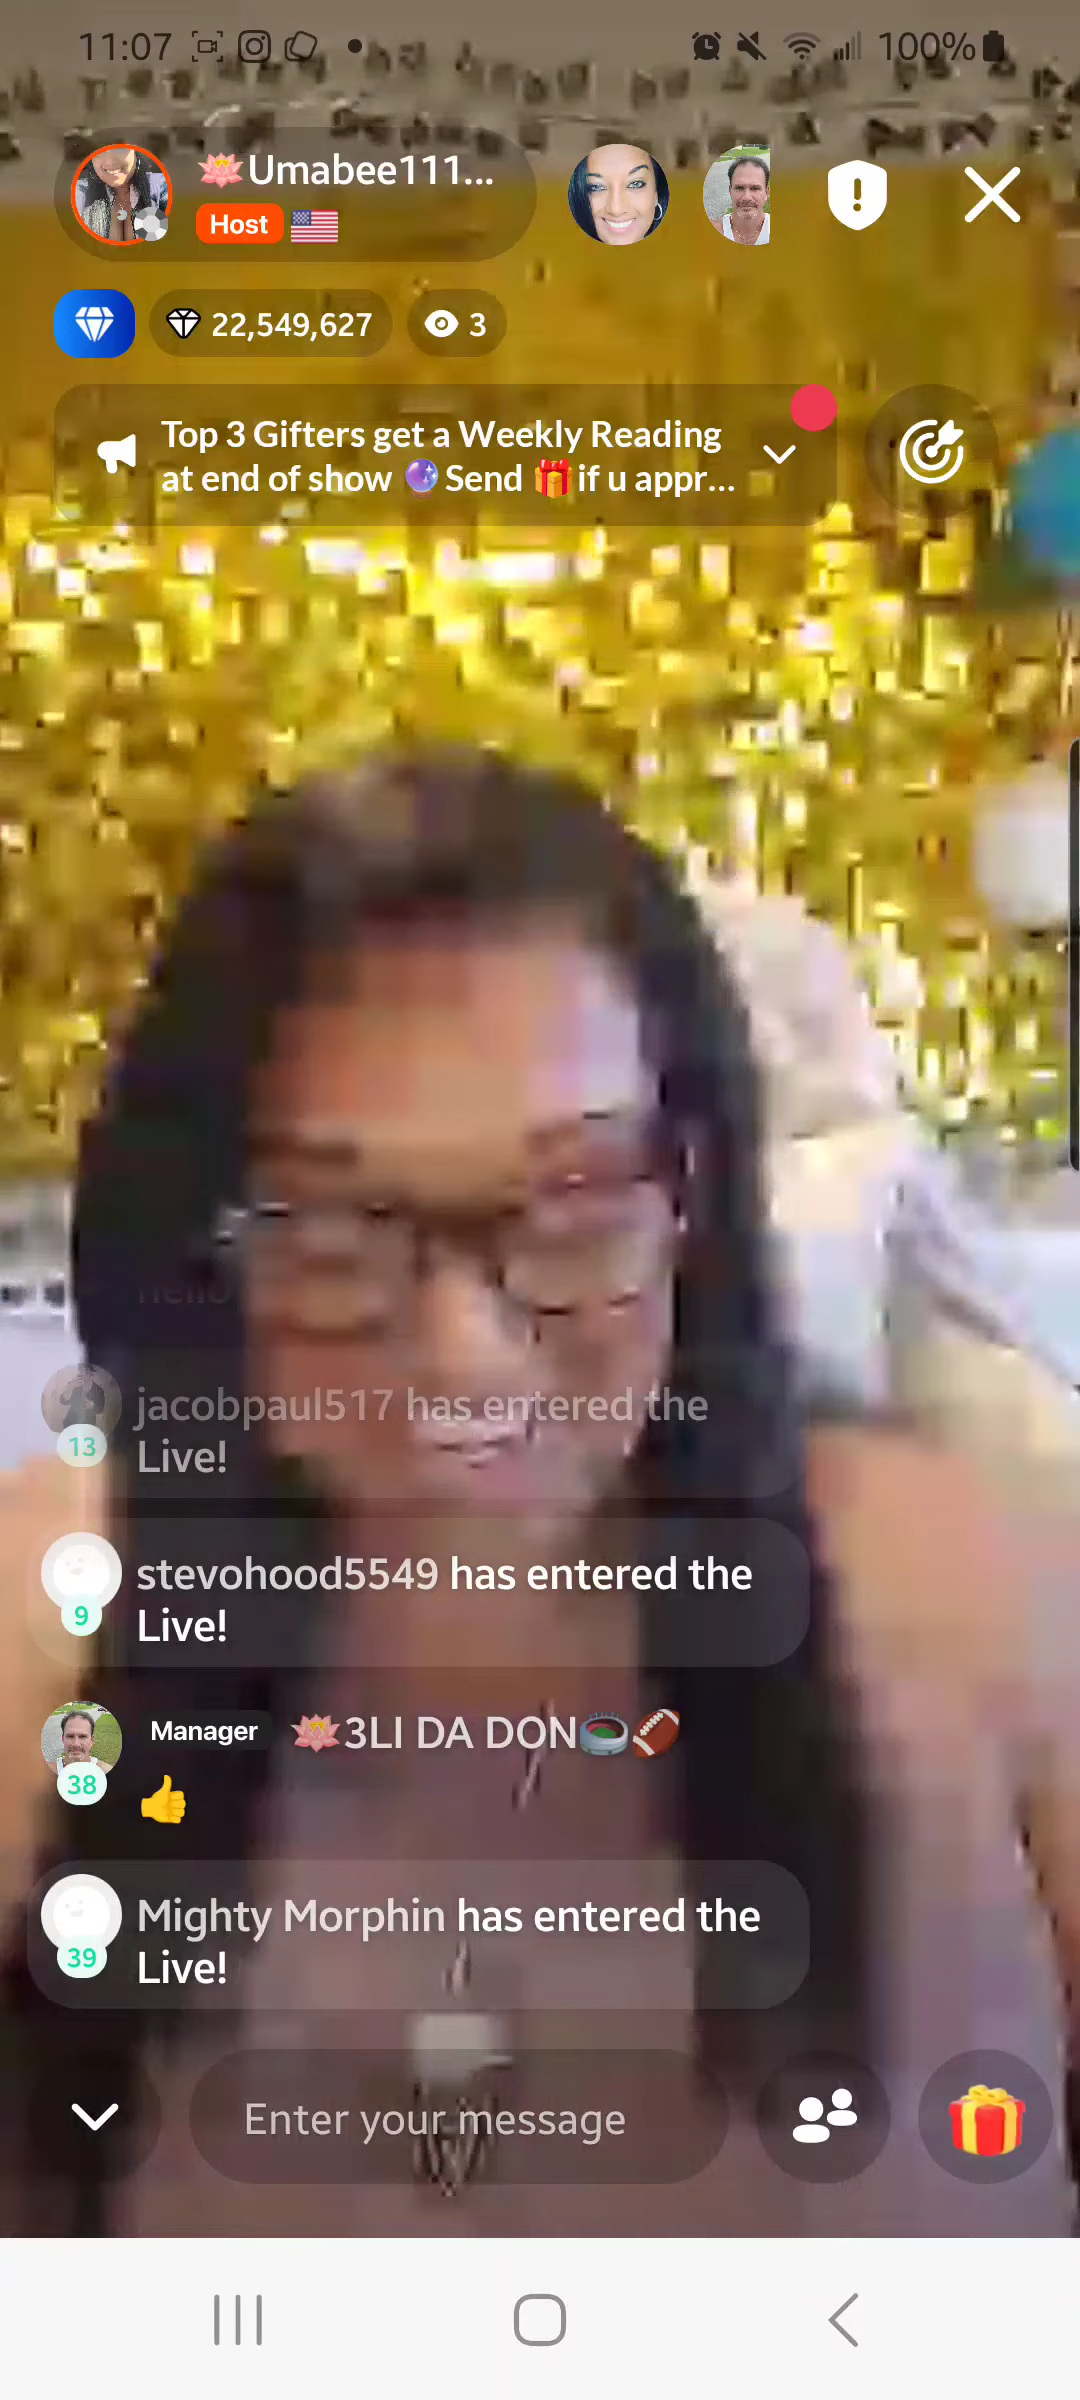 11:07
100%
🪷Umabee111...
Host
22,549,627
3
Top 3 Gifters get a Weekly Reading
at end of show 🔮Send 🎁if u appr...
hello
jacobpaul517 has entered the
Live!
13
stevohood5549 has entered the
Live!
9
Manager 🪷3LI DA DON🏟️🏈
38
👍
Mighty Morphin has entered the
Live!
39
Enter your message